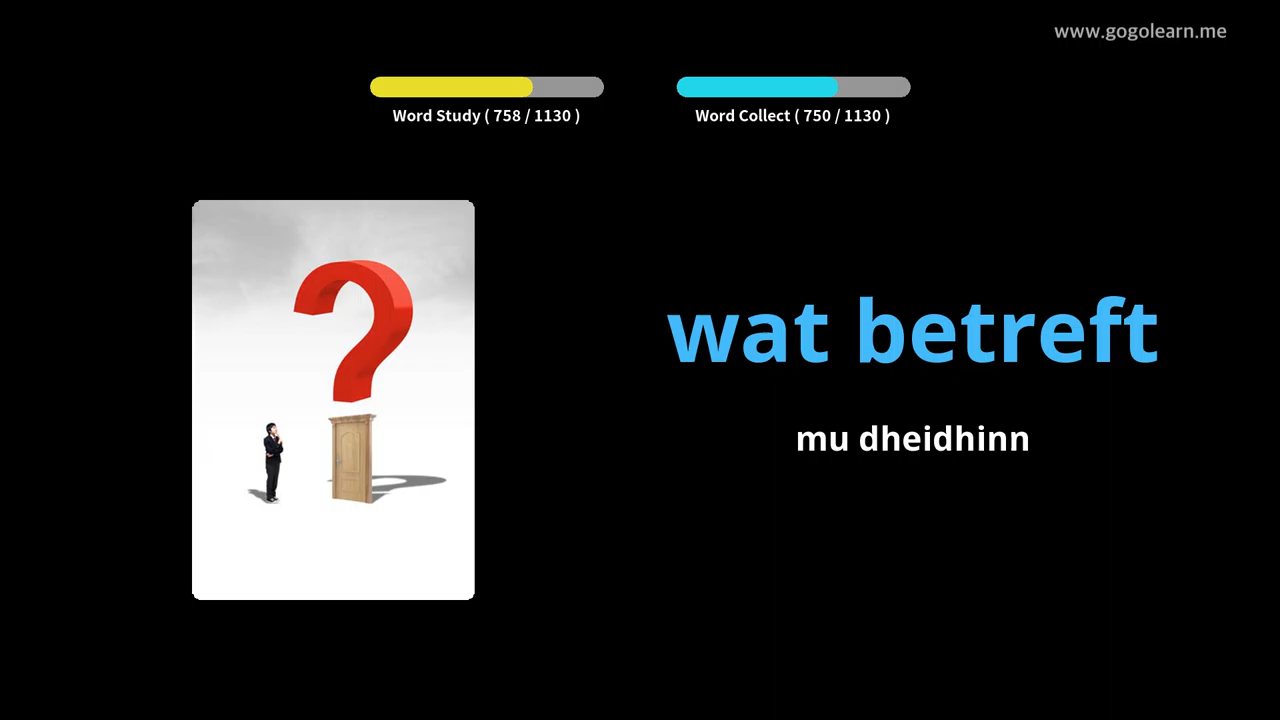 www.gogolearn.me
Word Study ( 758 / 1130 )
Word Collect ( 750 / 1130 )
wat betreft
mu dheidhinn